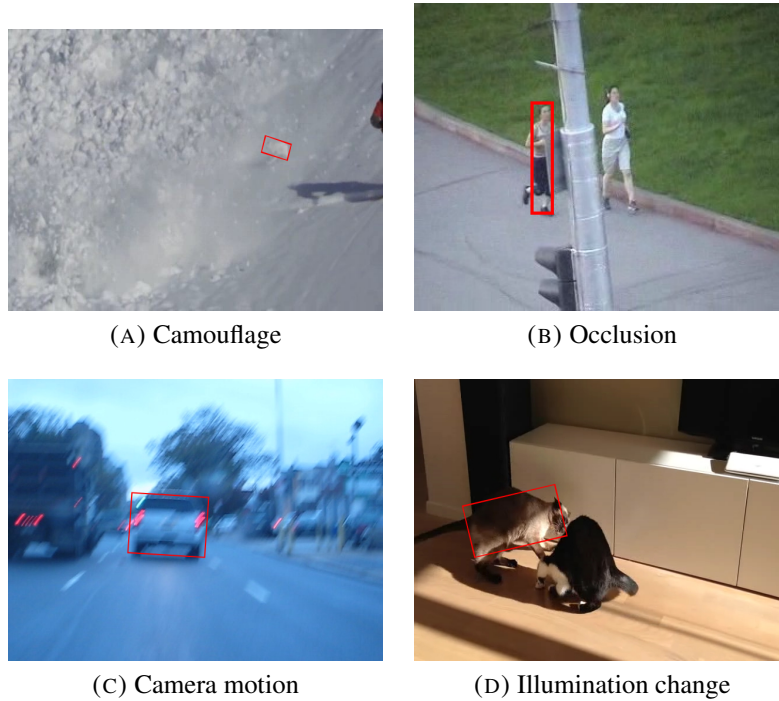 (A) Camouflage
(B) Occlusion
(C) Camera motion
(D) Illumination change